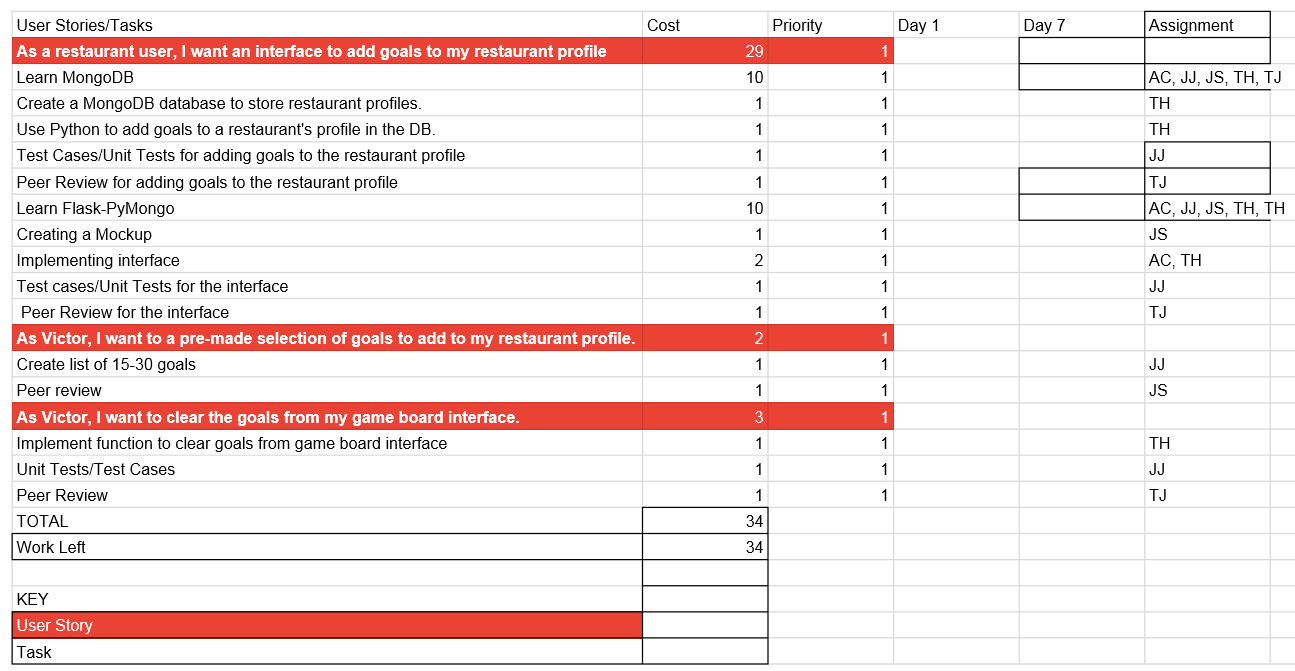 User Stories/Tasks Cost Priority Day 1 Day 7 Assignment
As a restaurant user, I want an interface to add goals to my restaurant profile 29 1
Learn MongoDB 10 1 AC, JJ, JS, TH, TJ
Create a MongoDB database to store restaurant profiles. 1 1 TH
Use Python to add goals to a restaurant's profile in the DB. 1 1 TH
Test Cases/Unit Tests for adding goals to the restaurant profile 1 1 JJ
Peer Review for adding goals to the restaurant profile 1 1 TJ
Learn Flask-PyMongo 10 1 AC, JJ, JS, TH, TH
Creating a Mockup 1 1 JS
Implementing interface 2 1 AC, TH
Test cases/Unit Tests for the interface 1 1 JJ
Peer Review for the interface 1 1 TJ
As Victor, I want to a pre-made selection of goals to add to my restaurant profile. 2 1
Create list of 15-30 goals 1 1 JJ
Peer review 1 1 JS
As Victor, I want to clear the goals from my game board interface. 3 1
Implement function to clear goals from game board interface 1 1 TH
Unit Tests/Test Cases 1 1 JJ
Peer Review 1 1 TJ
TOTAL 34
Work Left 34
KEY
User Story
Task